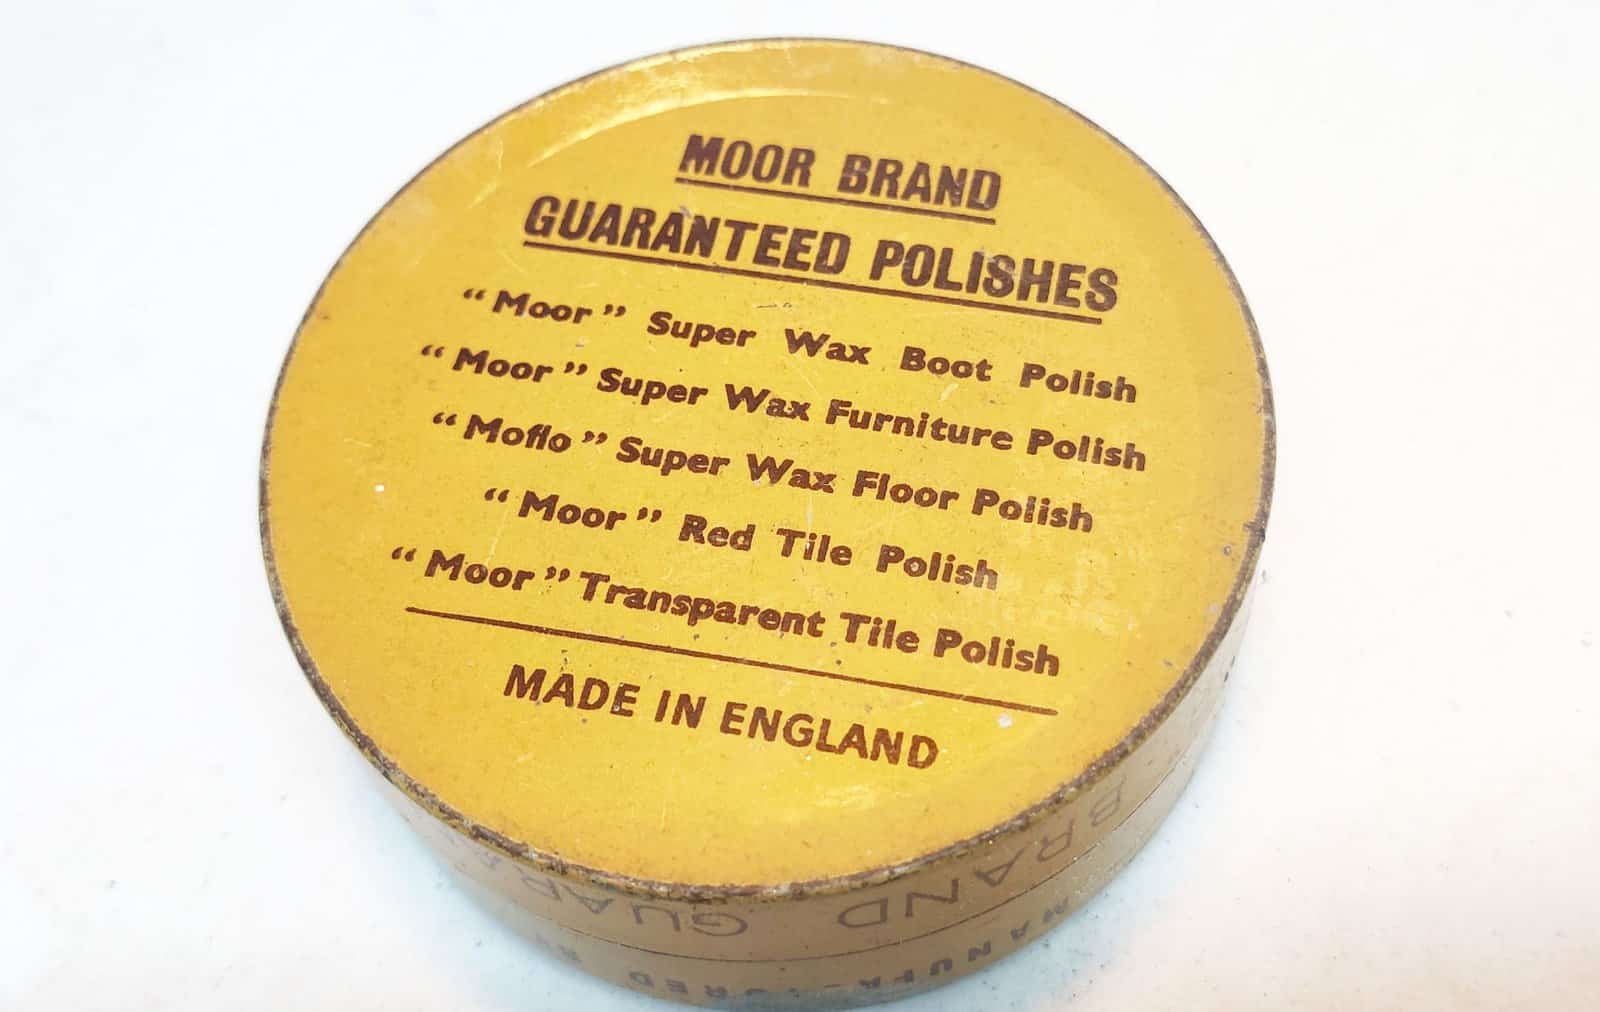 MOOR BRAND
GUARANTEED POLISHES
“Moor” Super Wax Boot Polish
“Moor” Super Wax Furniture Polish
“Moflo” Super Wax Floor Polish
“Moor” Red Tile Polish
“Moor” Transparent Tile Polish
MADE IN ENGLAND
BRAND